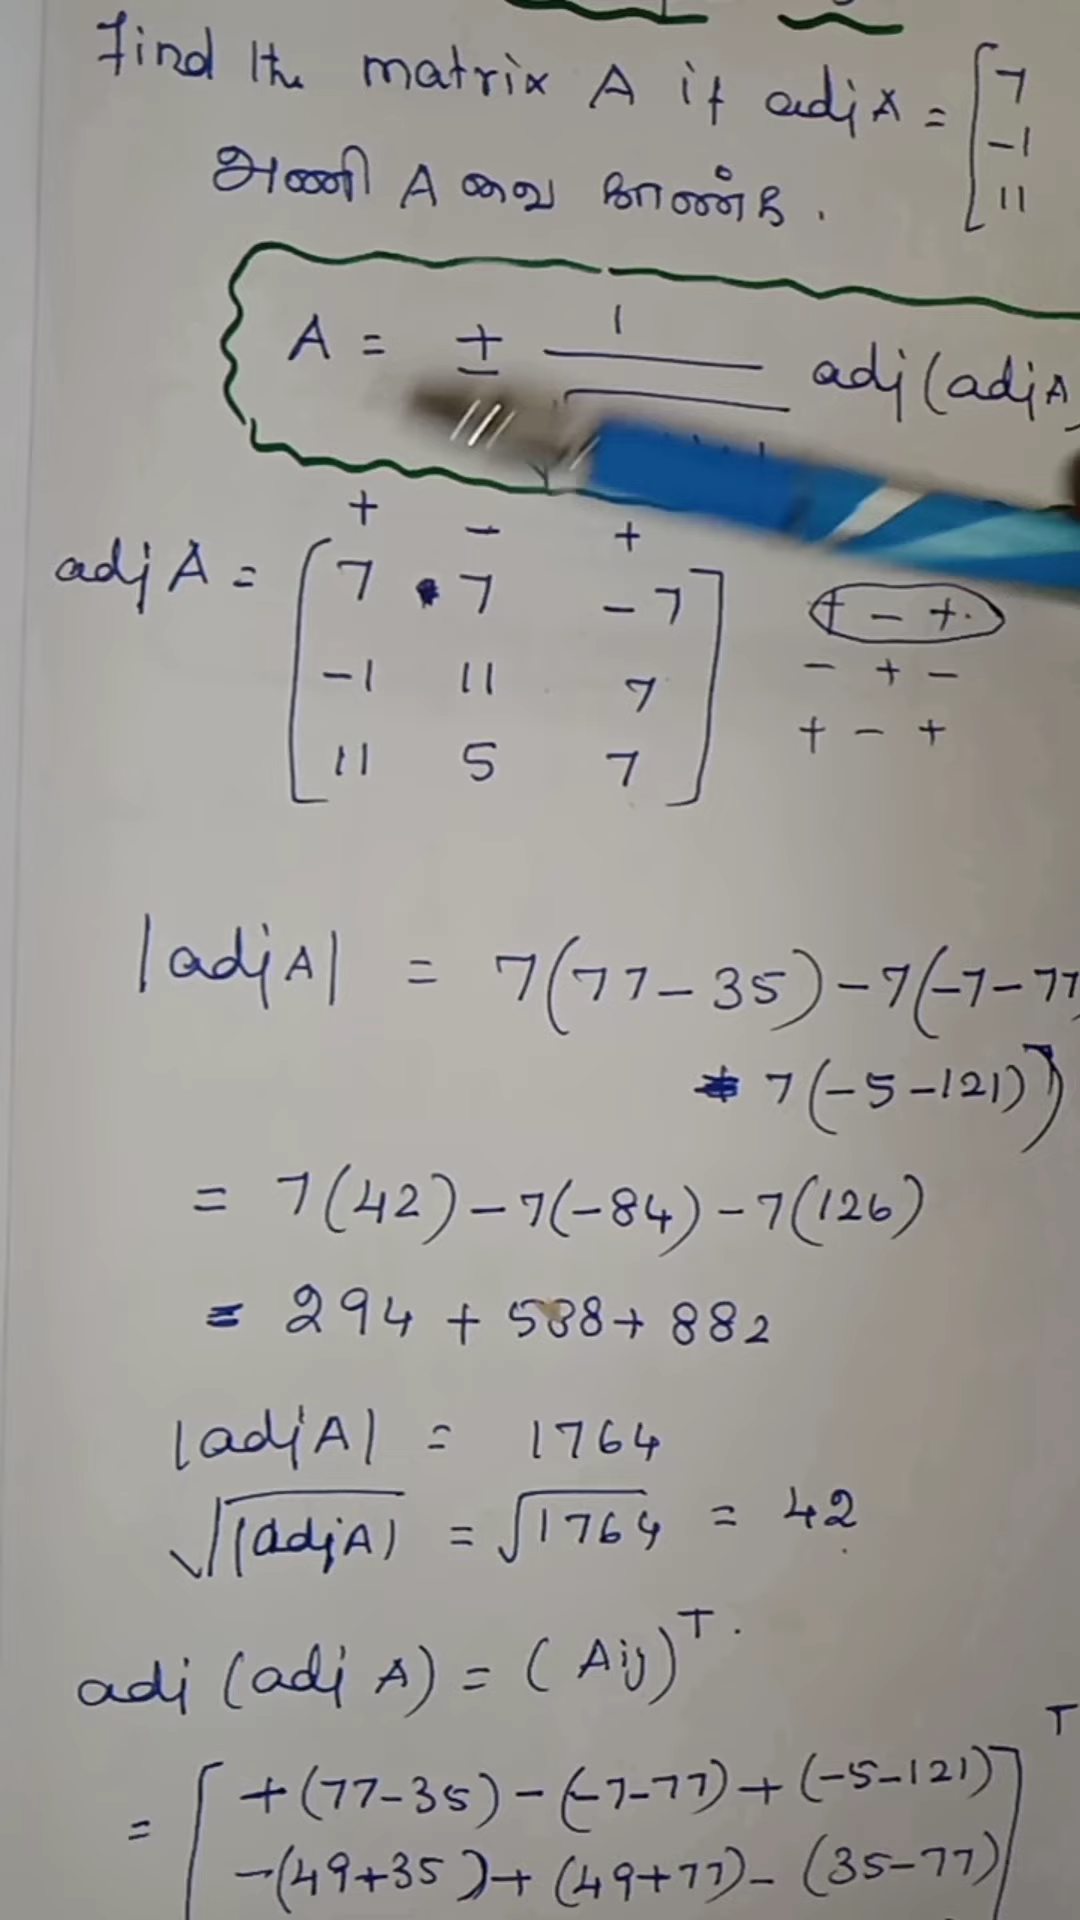 Find the matrix A if adj A = [ 7
-1
11
அணி A வை காண்க.
A = ± 1 adj (adj A
+ - +
adj A = [ 7 7 -7 ]
-1 11 7
11 5 7
+ - +
- + -
+ - +
|adj A| = 7(77-35)-7(-7-77)
7(-5-121))
= 7(42)-7(-84)-7(126)
= 294 + 588 + 882
|adj A| = 1764
√|adj A| = √1764 = 42
adj (adj A) = (Aij)^T.
= [ +(77-35)-(-7-77)+(-5-121) ] T
-(49+35)+(49+77)-(35-77)